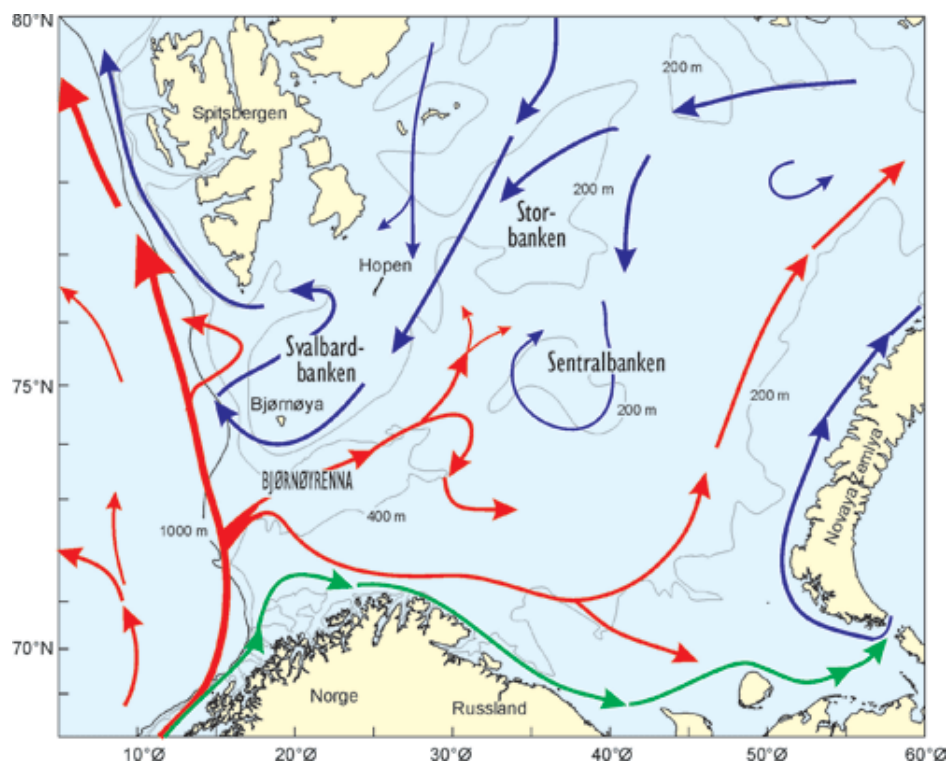 80°N
200 m
Spitsbergen
200 m
Stor-
banken
Hopen
Svalbard-
banken
Sentralbanken
75°N
Bjørnøya
200 m
200 m
BJØRNØYRENNA
Novaya Zemlya
400 m
1000 m
70°N
Norge
Russland
10°Ø
20°Ø
30°Ø
40°Ø
50°Ø
60°Ø